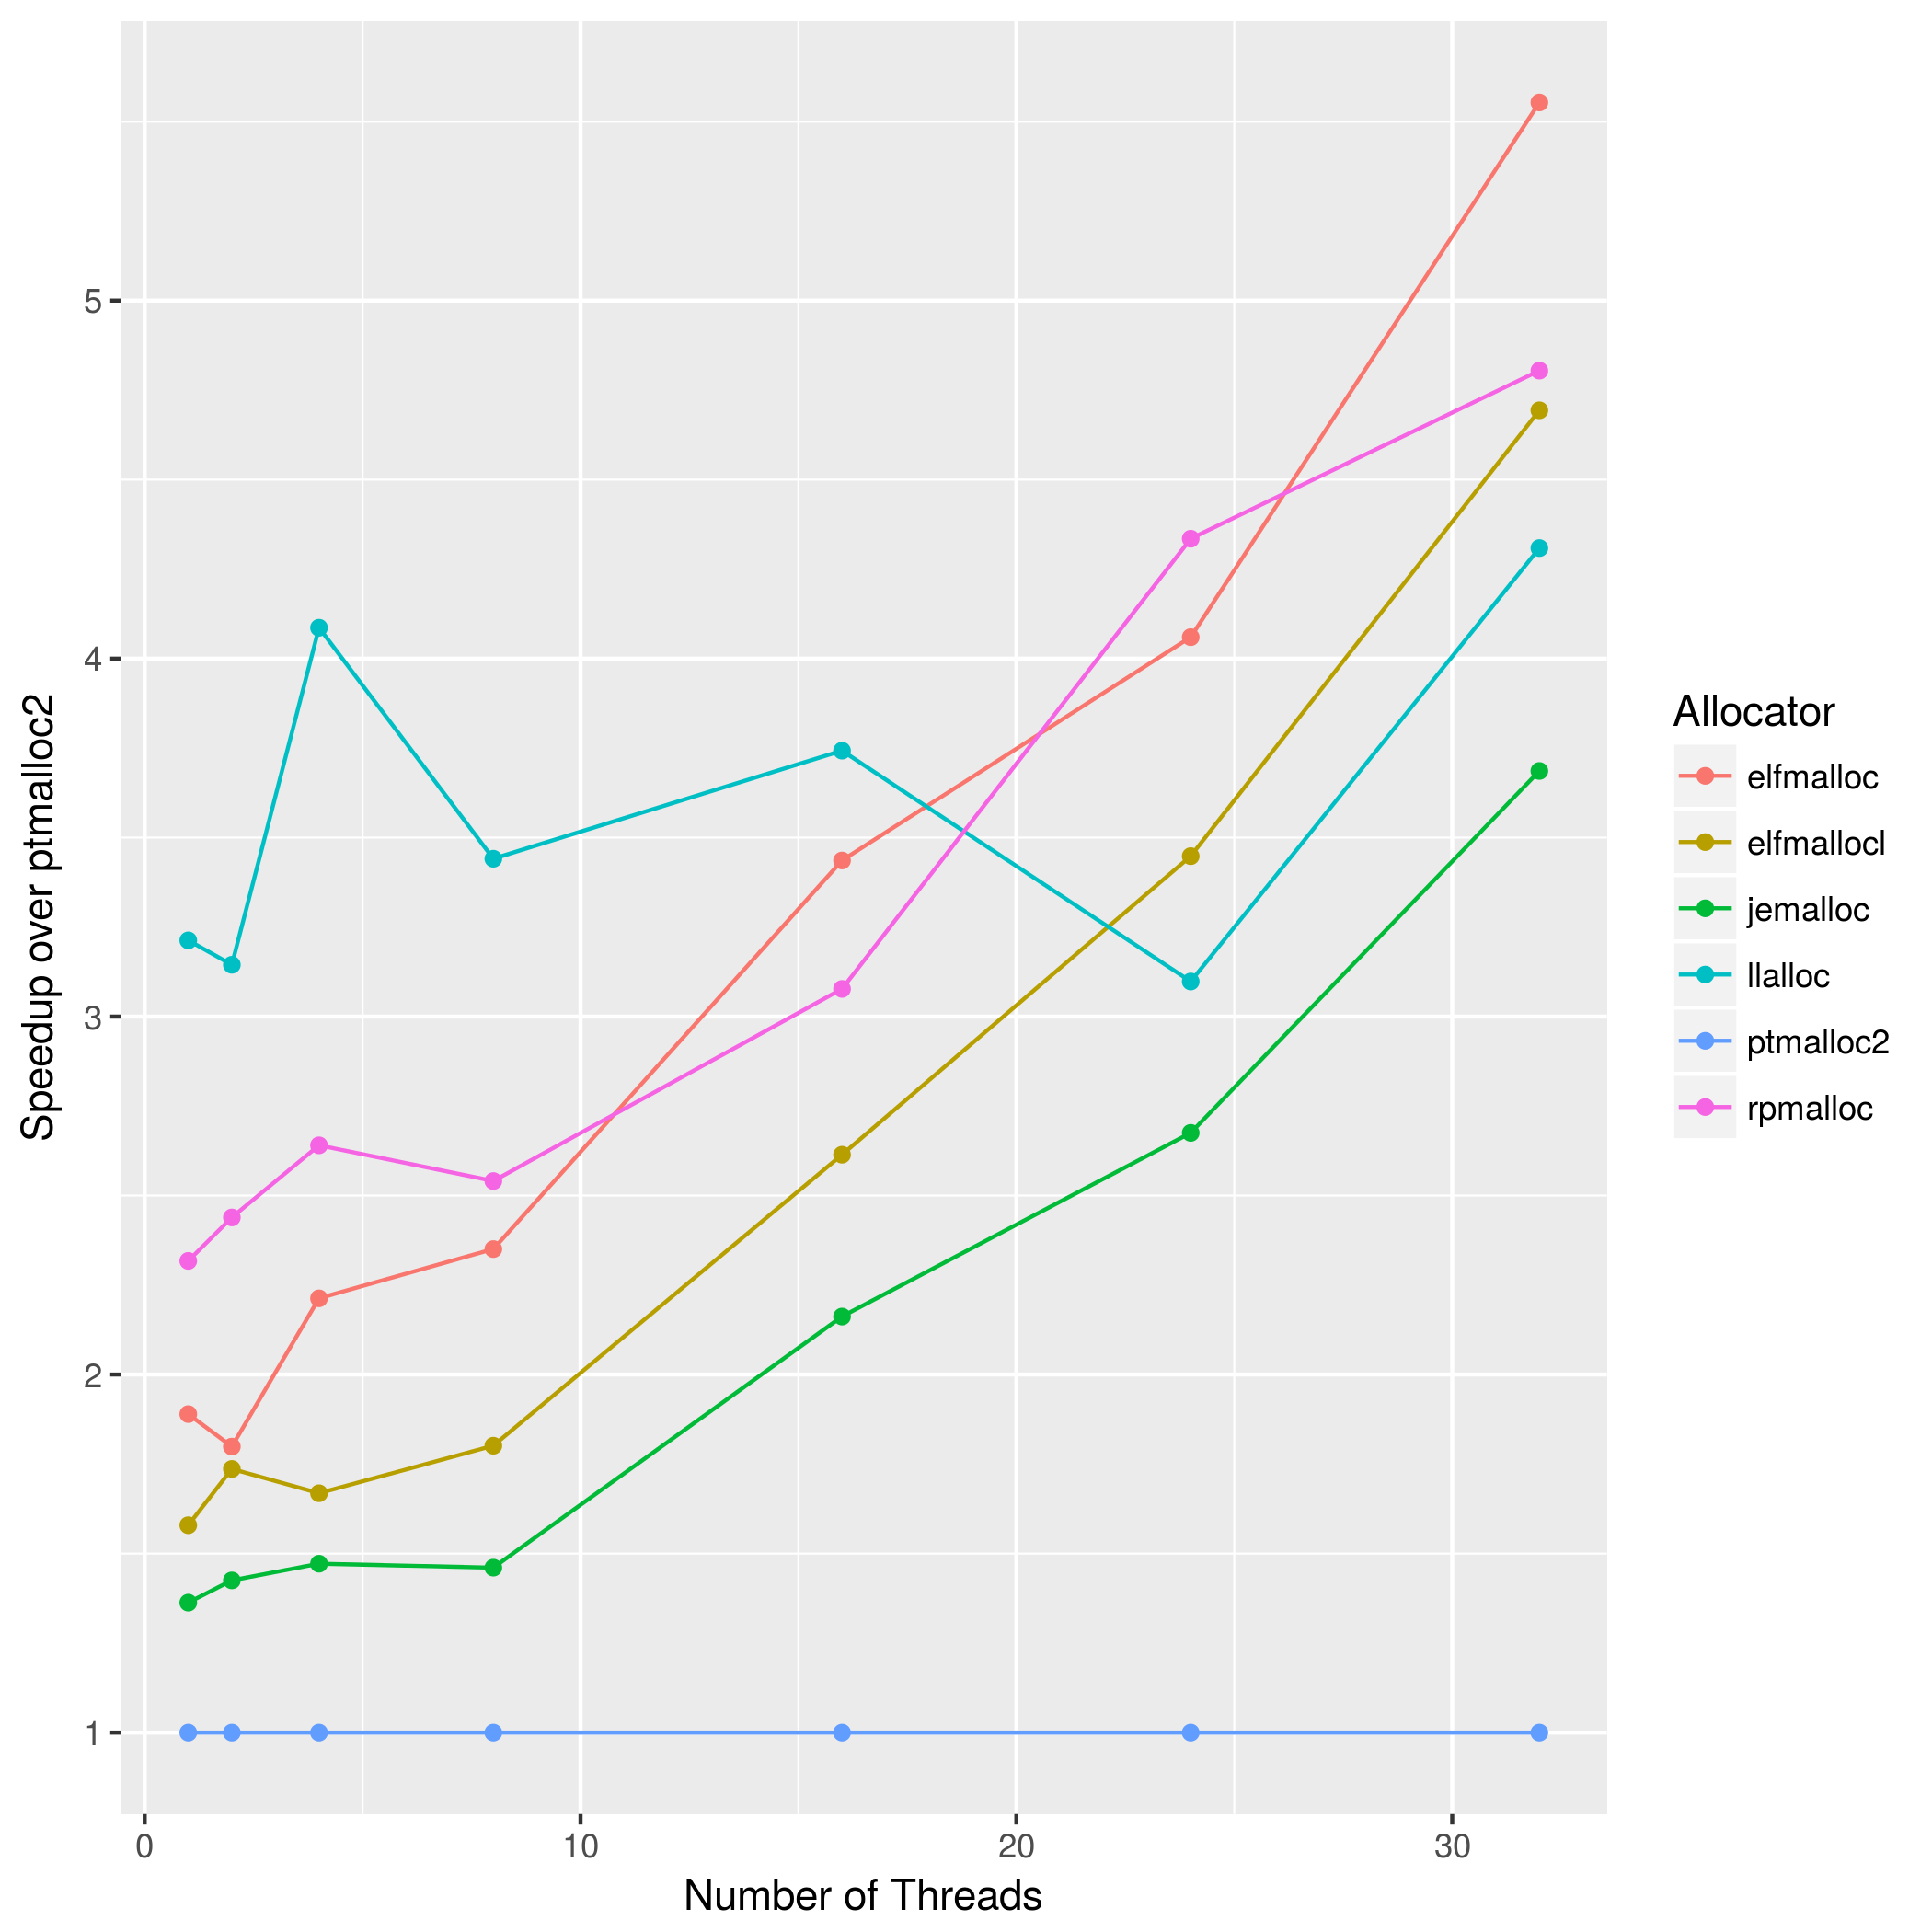 Speedup over ptmalloc2
5
4
3
2
1
0
10
20
30
Number of Threads
Allocator
elfmalloc
elfmallocl
jemalloc
llalloc
ptmalloc2
rpmalloc